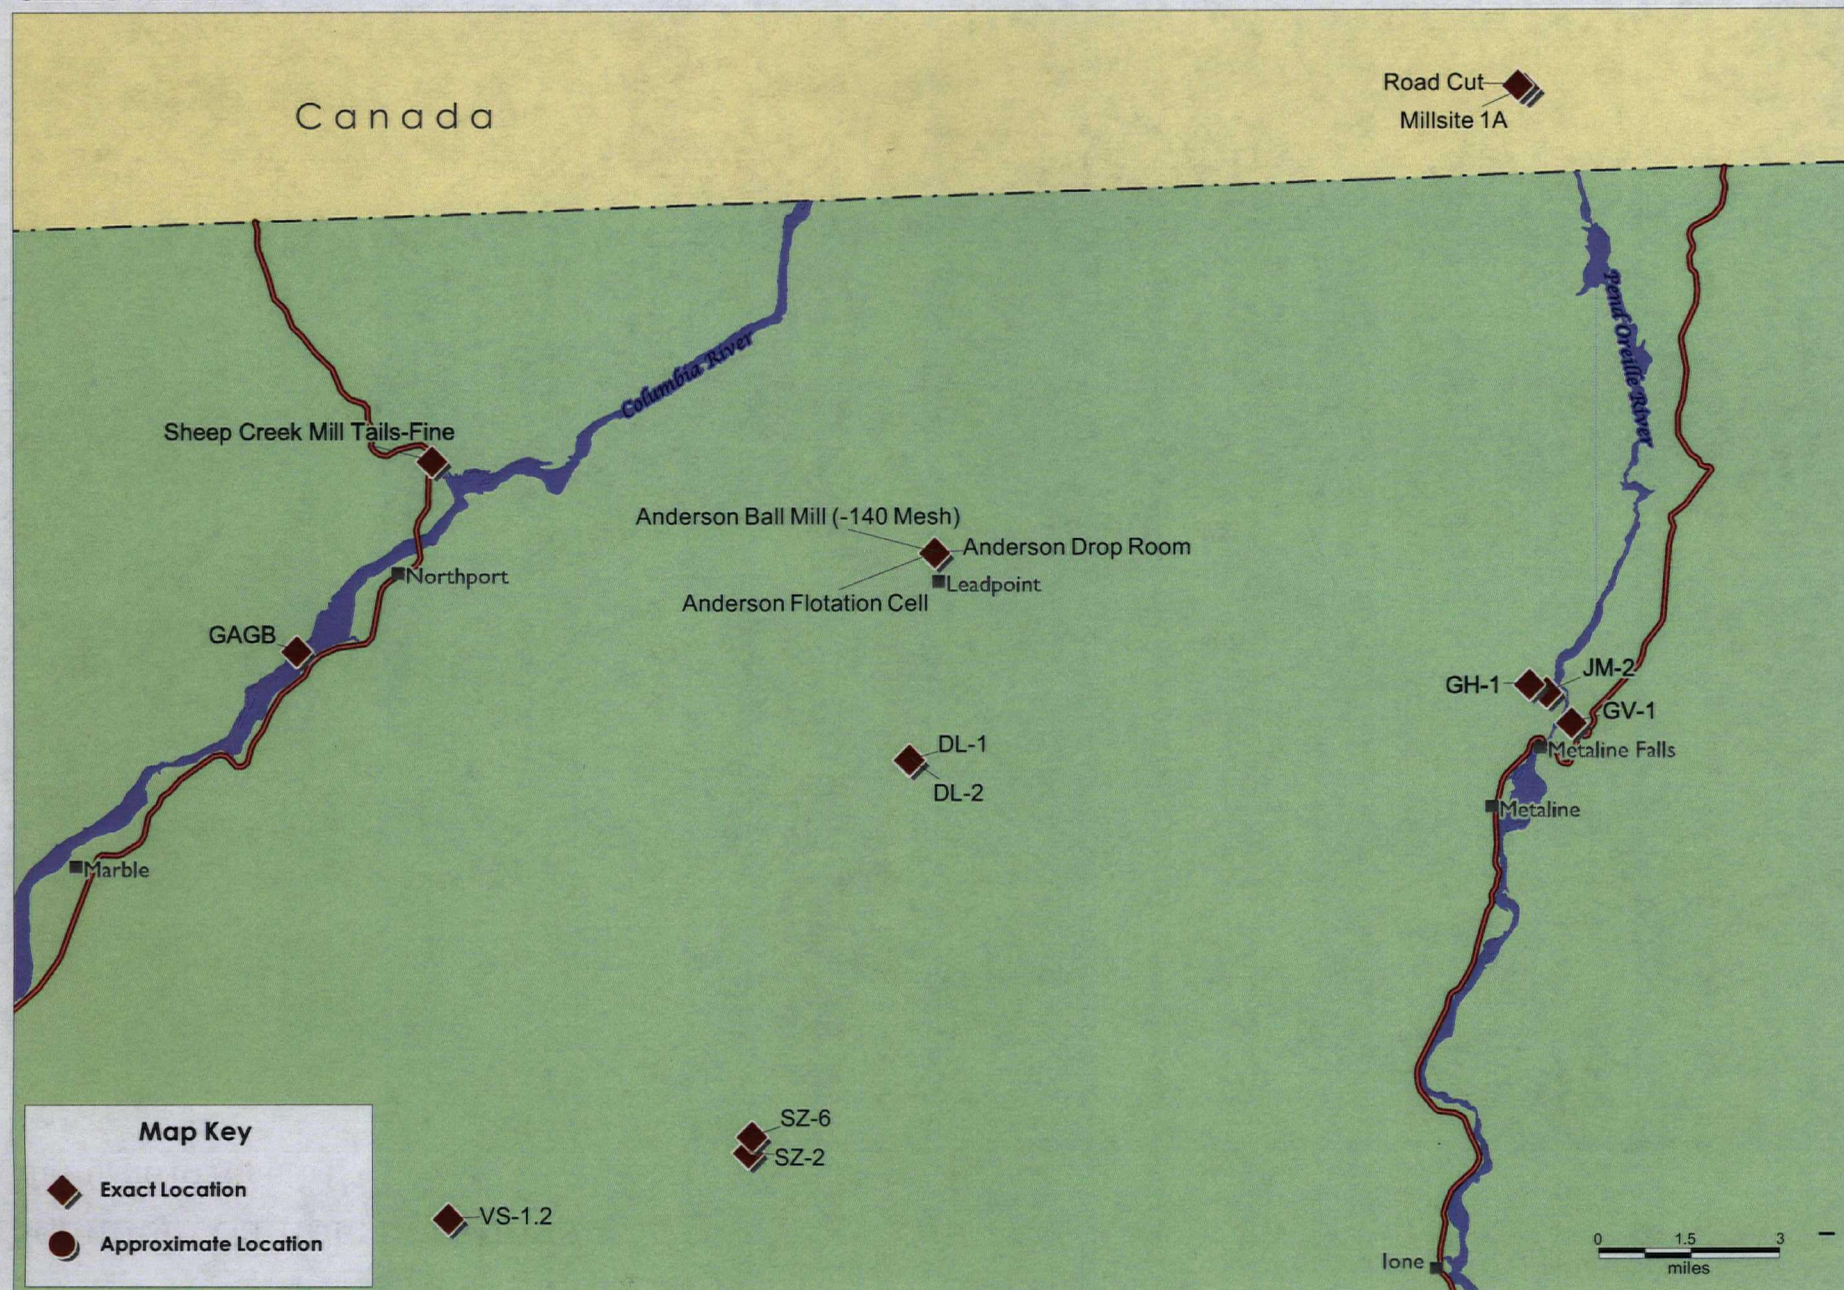 Canada
Road Cut
Millsite 1A
Pend Oreille River
Columbia River
Sheep Creek Mill Tails-Fine
Anderson Ball Mill (-140 Mesh)
Anderson Drop Room
Northport
Leadpoint
Anderson Flotation Cell
GAGB
JM-2
GH-1
GV-1
DL-1
Metaline Falls
DL-2
Metaline
Marble
SZ-6
SZ-2
VS-1.2
Map Key
Exact Location
Approximate Location
Ione
0 1.5 3
miles